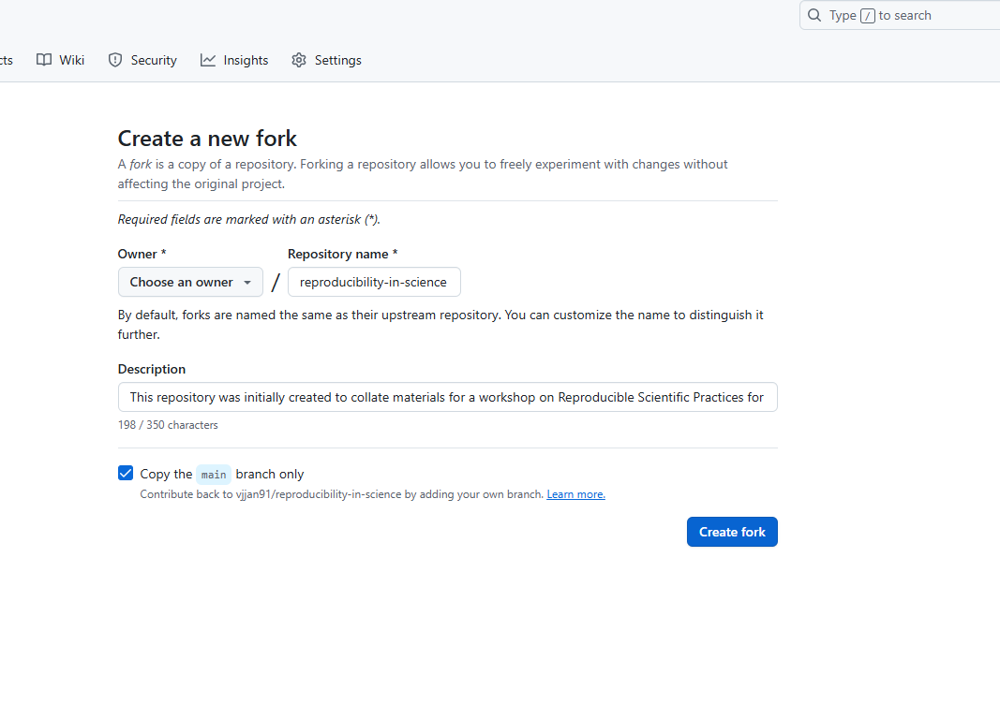 Type / to search
Wiki Security Insights Settings
Create a new fork
A fork is a copy of a repository. Forking a repository allows you to freely experiment with changes without
affecting the original project.
Required fields are marked with an asterisk (*).
Owner * Repository name *
Choose an owner / reproducibility-in-science
By default, forks are named the same as their upstream repository. You can customize the name to distinguish it
further.
Description
This repository was initially created to collate materials for a workshop on Reproducible Scientific Practices for
198 / 350 characters
Copy the main branch only
Contribute back to vjjan91/reproducibility-in-science by adding your own branch. Learn more.
Create fork